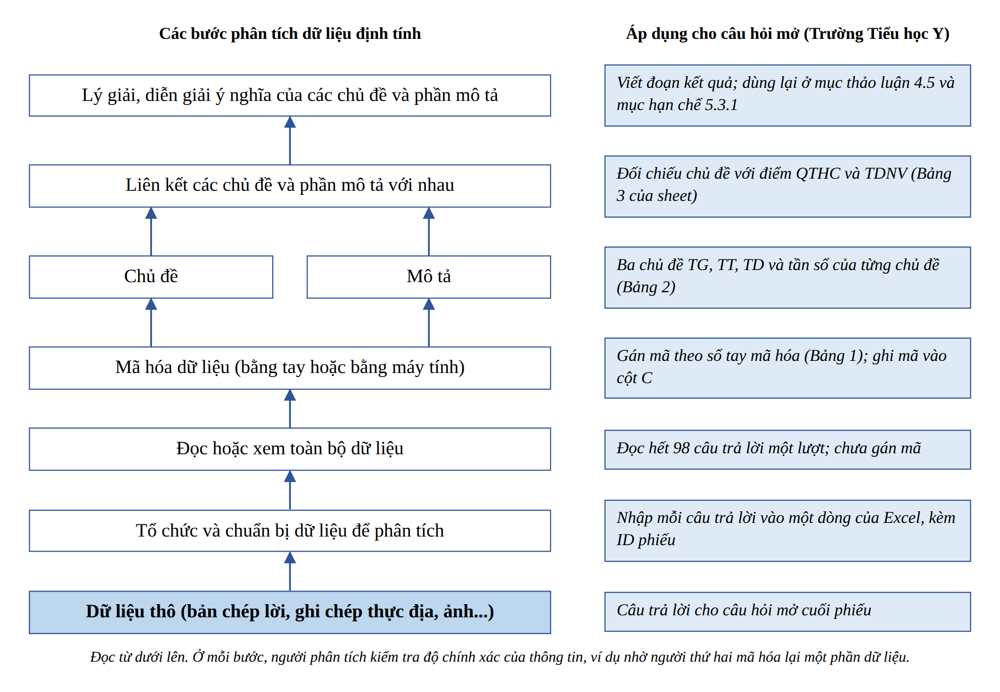 Các bước phân tích dữ liệu định tính
Áp dụng cho câu hỏi mở (Trường Tiểu học Y)
Lý giải, diễn giải ý nghĩa của các chủ đề và phần mô tả
Viết đoạn kết quả; dùng lại ở mục thảo luận 4.5 và
mục hạn chế 5.3.1
Liên kết các chủ đề và phần mô tả với nhau
Đối chiếu chủ đề với điểm QTHC và TDNV (Bảng
3 của sheet)
Chủ đề
Mô tả
Ba chủ đề TG, TT, TD và tần số của từng chủ đề
(Bảng 2)
Mã hóa dữ liệu (bằng tay hoặc bằng máy tính)
Gán mã theo sổ tay mã hóa (Bảng 1); ghi mã vào
cột C
Đọc hoặc xem toàn bộ dữ liệu
Đọc hết 98 câu trả lời một lượt; chưa gán mã
Tổ chức và chuẩn bị dữ liệu để phân tích
Nhập mỗi câu trả lời vào một dòng của Excel, kèm
ID phiếu
Dữ liệu thô (bản chép lời, ghi chép thực địa, ảnh...)
Câu trả lời cho câu hỏi mở cuối phiếu
Đọc từ dưới lên. Ở mỗi bước, người phân tích kiểm tra độ chính xác của thông tin, ví dụ nhờ người thứ hai mã hóa lại một phần dữ liệu.